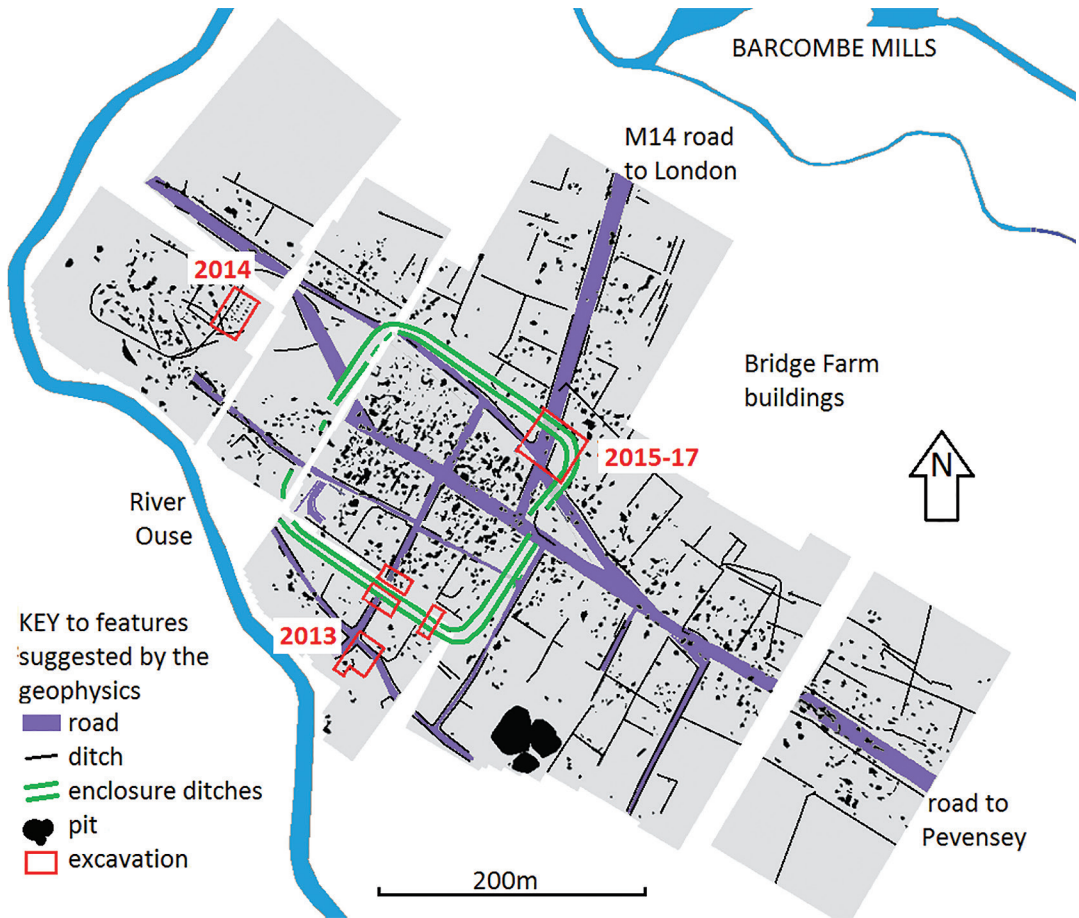 BARCOMBE MILLS
M14 road
to London
2014
Bridge Farm
buildings
2015-17
N
River
Ouse
2013
KEY to features
suggested by the
geophysics
road
ditch
enclosure ditches
pit
excavation
road to
Pevensey
200m